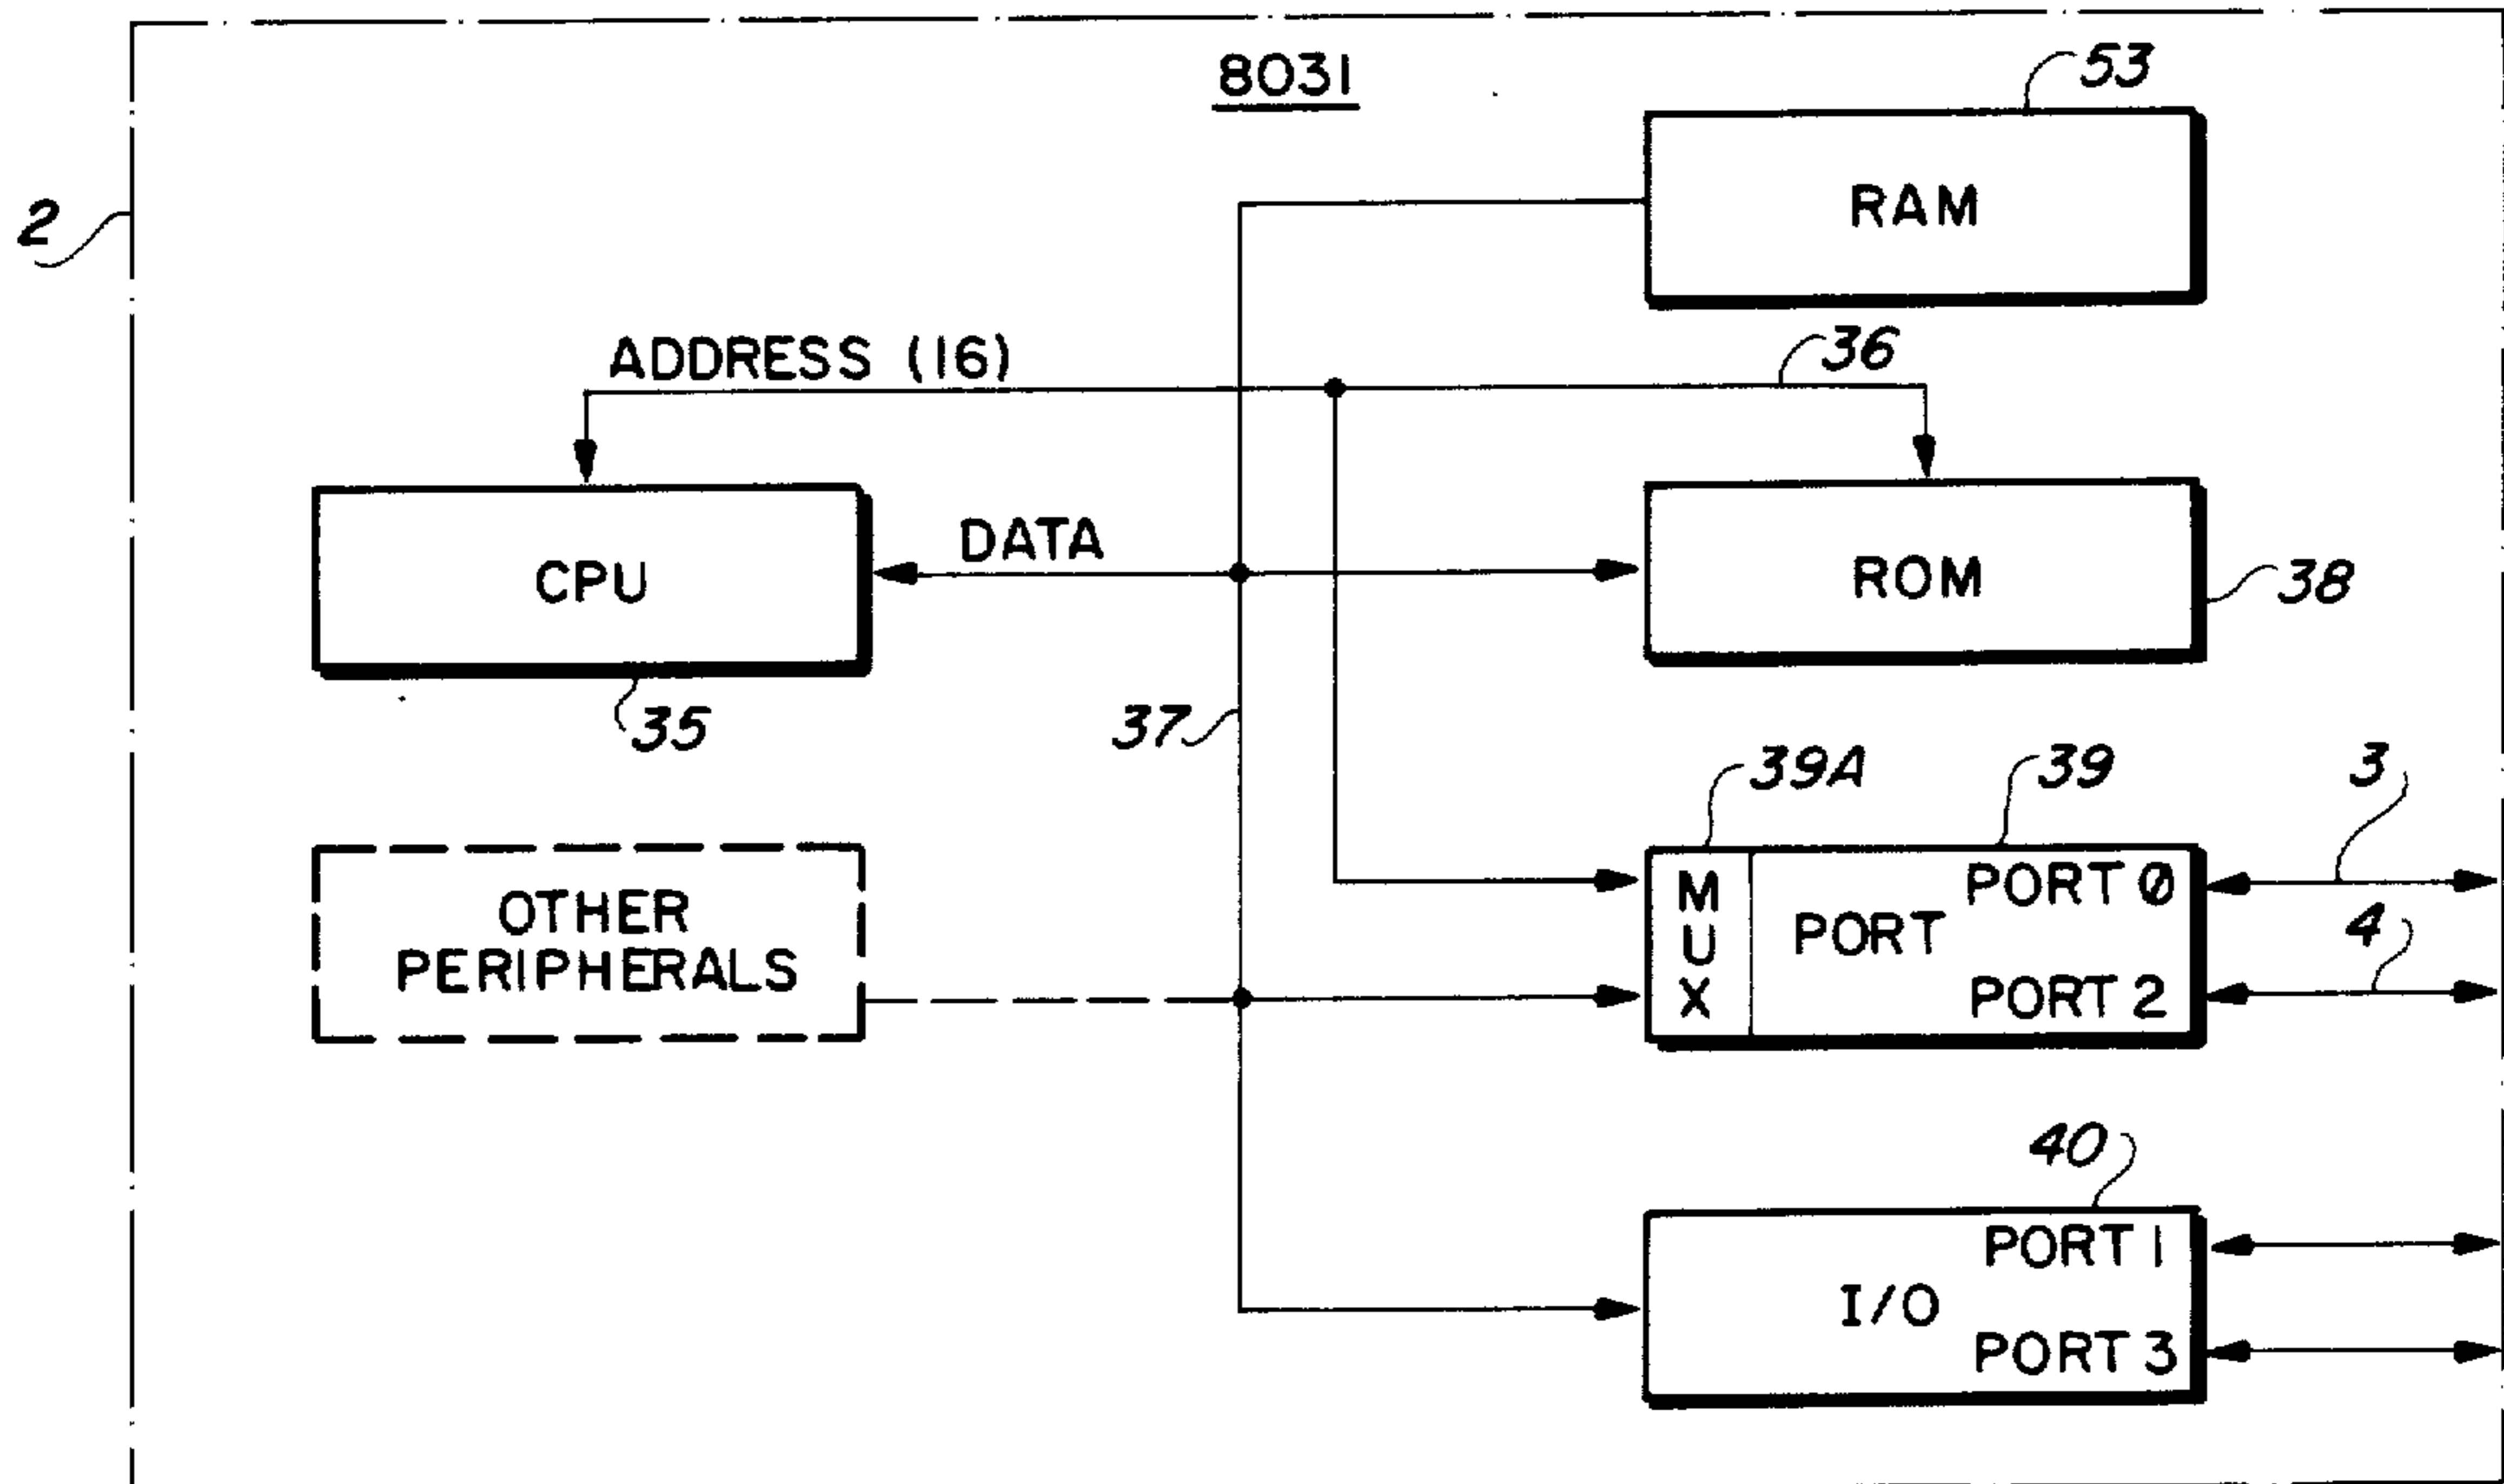 8031
53
2
RAM
ADDRESS (16)
36
CPU
DATA
ROM
38
35
37
39A
39
3
OTHER
PERIPHERALS
MUX
PORT 0
PORT
4
PORT 2
40
PORT 1
I/O
PORT 3